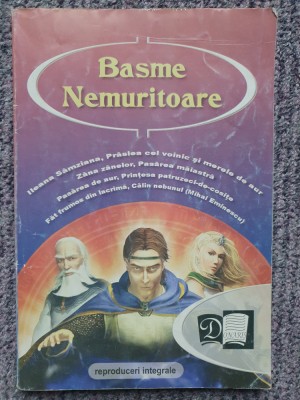 Basme
Nemuritoare
Ileana Sâmziana, Prâslea cel voinic și merele de aur
Zâna zânelor, Pasărea măiastră
Pasărea de aur, Prințesa patruzeci-de-cosițe
Făt frumos din lacrimă, Călin nebunul (Mihai Eminescu)
D
reproduceri integrale